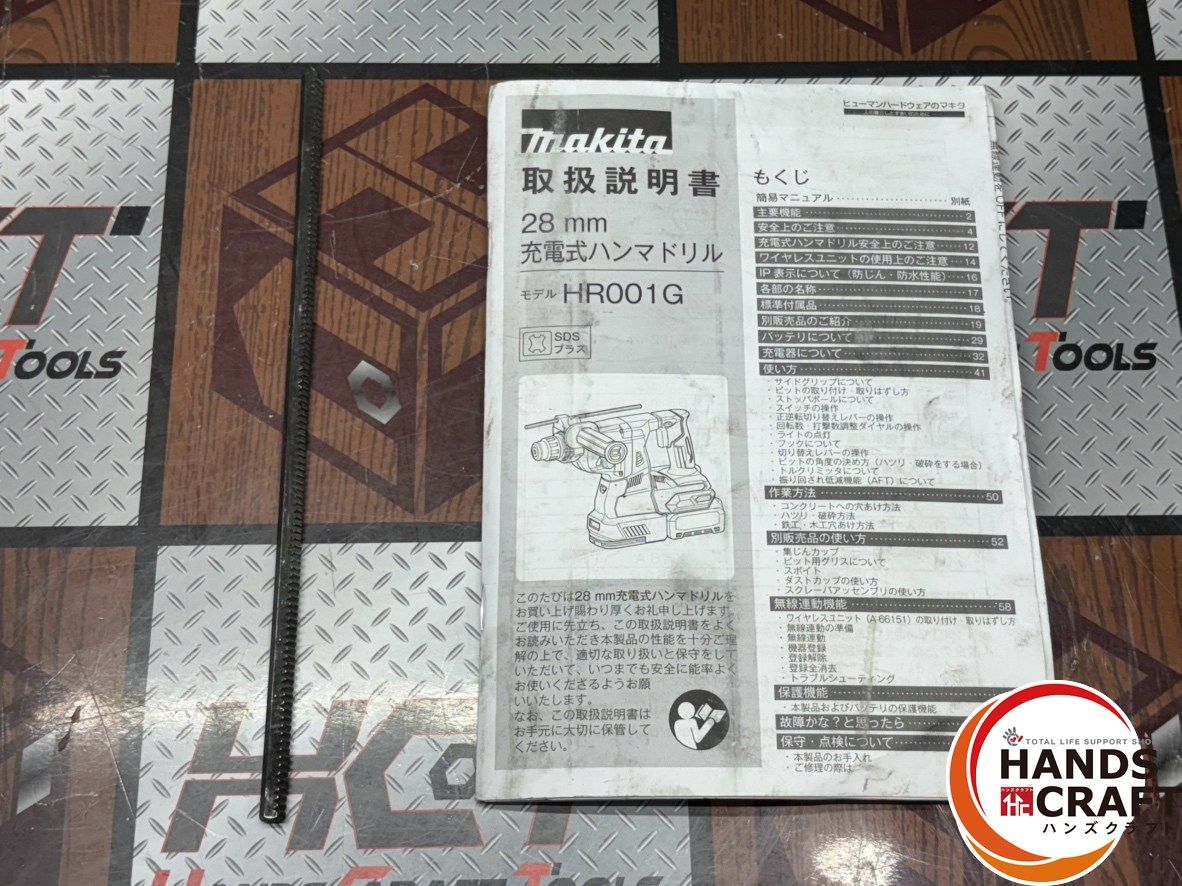 makita
取扱説明書
28 mm
充電式ハンマドリル
モデル HR001G
SDS
プラス
このたびは28 mm充電式ハンマドリルを
お買い上げ賜わり厚くお礼申し上げます。
ご使用に先立ち、この取扱説明書をよく
お読みいただき本製品の性能を十分ご理
解の上で、適切な取り扱いと保守をして
いただいて、いつまでも安全に能率よく
お使いくださるようお願
いいたします。
なお、この取扱説明書は
お手元に大切に保管して
ください。
ヒューマンハードウェアのマキタ
もくじ
簡易マニュアル 別紙
主要機能 2
安全上のご注意 4
充電式ハンマドリル安全上のご注意 12
ワイヤレスユニットの使用上のご注意 14
IP 表示について（防じん・防水性能） 16
各部の名称 17
標準付属品 18
別販売品のご紹介 19
バッテリについて 29
充電器について 32
使い方 41
・サイドグリップについて
・ビットの取り付け・取りはずし方
・ストッパポールについて
・スイッチの操作
・正逆転切り替えレバーの操作
・回転数・打撃数調整ダイヤルの操作
・ライトの点灯
・フックについて
・切り替えレバーの操作
・ビットの角度の決め方（ハツリ・破砕をする場合）
・トルクリミッタについて
・振り回され低減機能（AFT）について
作業方法 50
・コンクリートへの穴あけ方法
・ハツリ・破砕方法
・鉄工・木工穴あけ方法
別販売品の使い方 52
・集じんカップ
・ビット用グリスについて
・スポイト
・ダストカップの使い方
・スクレーパアッセンブリの使い方
無線連動機能 58
・ワイヤレスユニット（A-66151）の取り付け・取りはずし方
・無線連動の準備
・無線連動
・機器登録
・登録解除
・登録全消去
・トラブルシューティング
保護機能
・本製品およびバッテリの保護機能
故障かな？と思ったら
保守・点検について
・本製品のお手入れ
・ご修理の際は
TOOLS
TOOLS
HCT
TOTAL LIFE SUPPORT SHO
HANDS
ハンズクラフト
CRAFT
ハンズクラフト